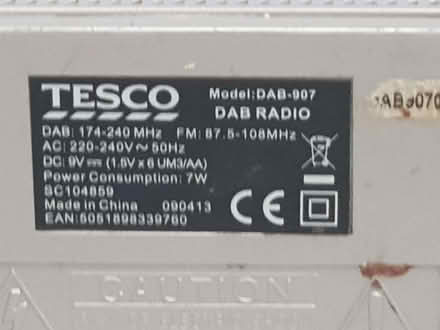 TESCO Model:DAB-907
DAB RADIO
DAB: 174-240 MHz FM: 87.5-108MHz
AC: 220-240V ~ 50Hz
DC: 9V ⎓ (1.5V x 6 UM3/AA)
Power Consumption: 7W
SC104859
Made in China 090413
EAN:5051898339760
CE
AB9070
CAUTION